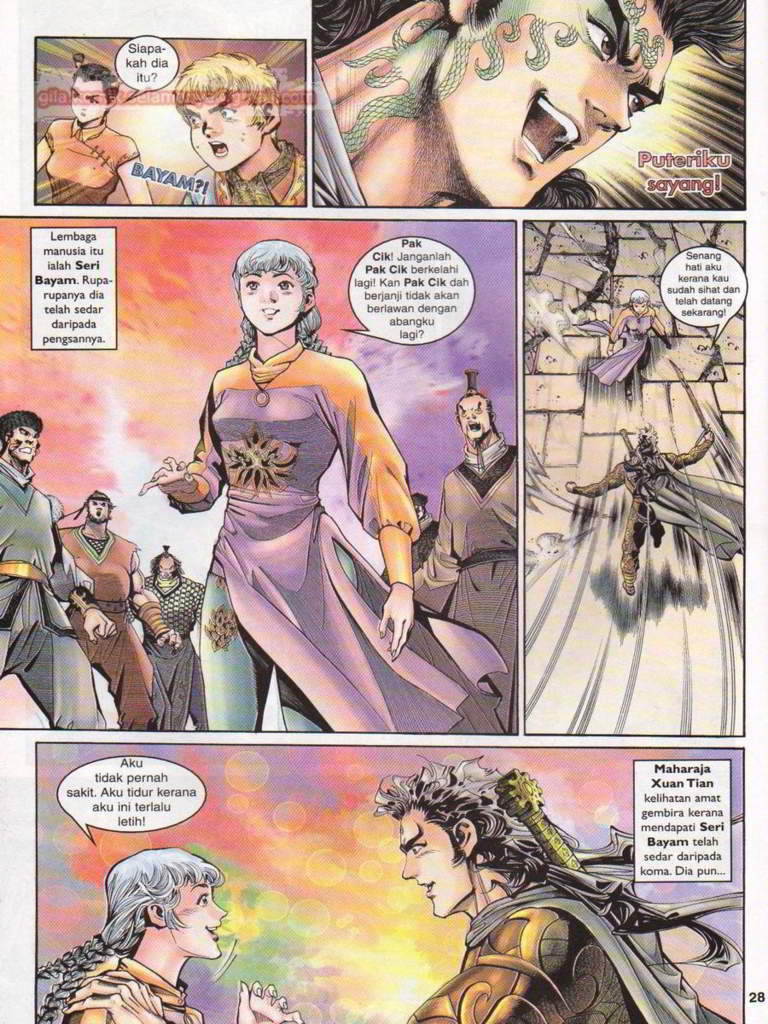 Siapa-
kah dia
itu?
BAYAM?!
Puteriku
sayang!
Lembaga
manusia itu
ialah Seri
Bayam. Rupa-
rupanya dia
telah sedar
daripada
pengsannya.
Pak
Cik! Janganlah
Pak Cik berkelahi
lagi! Kan Pak Cik dah
berjanji tidak akan
berlawan dengan
abangku
lagi?
Senang
hati aku
kerana kau
sudah sihat dan
telah datang
sekarang!
Aku
tidak pernah
sakit. Aku tidur kerana
aku ini terlalu
letih!
Maharaja
Xuan Tian
kelihatan amat
gembira kerana
mendapati Seri
Bayam telah
sedar daripada
koma. Dia pun...
28